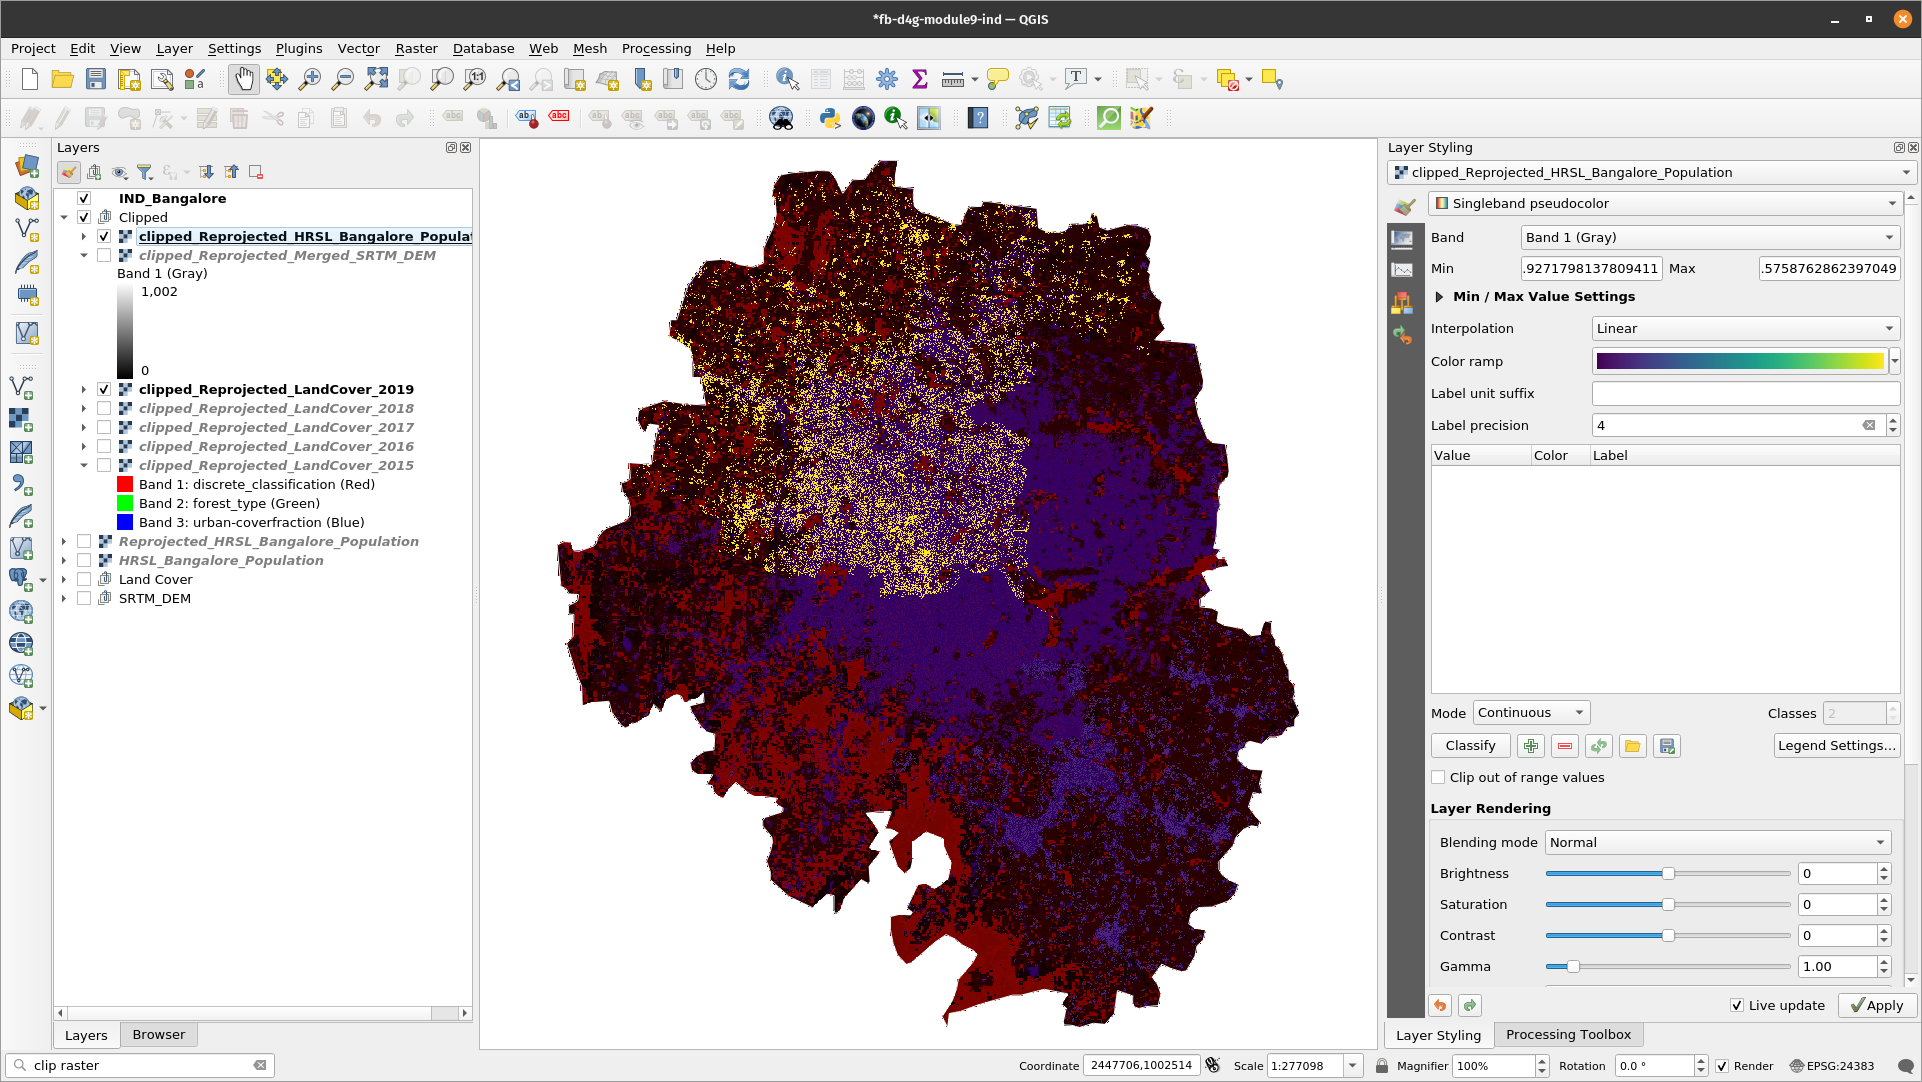 *fb-d4g-module9-ind — QGIS
Project Edit View Layer Settings Plugins Vector Raster Database Web Mesh Processing Help
Layers
IND_Bangalore
Clipped
clipped_Reprojected_HRSL_Bangalore_Populat
clipped_Reprojected_Merged_SRTM_DEM
Band 1 (Gray)
1,002
0
clipped_Reprojected_LandCover_2019
clipped_Reprojected_LandCover_2018
clipped_Reprojected_LandCover_2017
clipped_Reprojected_LandCover_2016
clipped_Reprojected_LandCover_2015
Band 1: discrete_classification (Red)
Band 2: forest_type (Green)
Band 3: urban-coverfraction (Blue)
Reprojected_HRSL_Bangalore_Population
HRSL_Bangalore_Population
Land Cover
SRTM_DEM
Layers Browser
clip raster
Layer Styling
clipped_Reprojected_HRSL_Bangalore_Population
Singleband pseudocolor
Band Band 1 (Gray)
Min .9271798137809411 Max .5758762862397049
Min / Max Value Settings
Interpolation Linear
Color ramp
Label unit suffix
Label precision 4
Value Color Label
Mode Continuous Classes 2
Classify Legend Settings...
Clip out of range values
Layer Rendering
Blending mode Normal
Brightness 0
Saturation 0
Contrast 0
Gamma 1.00
Live update Apply
Layer Styling Processing Toolbox
Coordinate 2447706,1002514 Scale 1:277098 Magnifier 100% Rotation 0.0 ° Render EPSG:24383